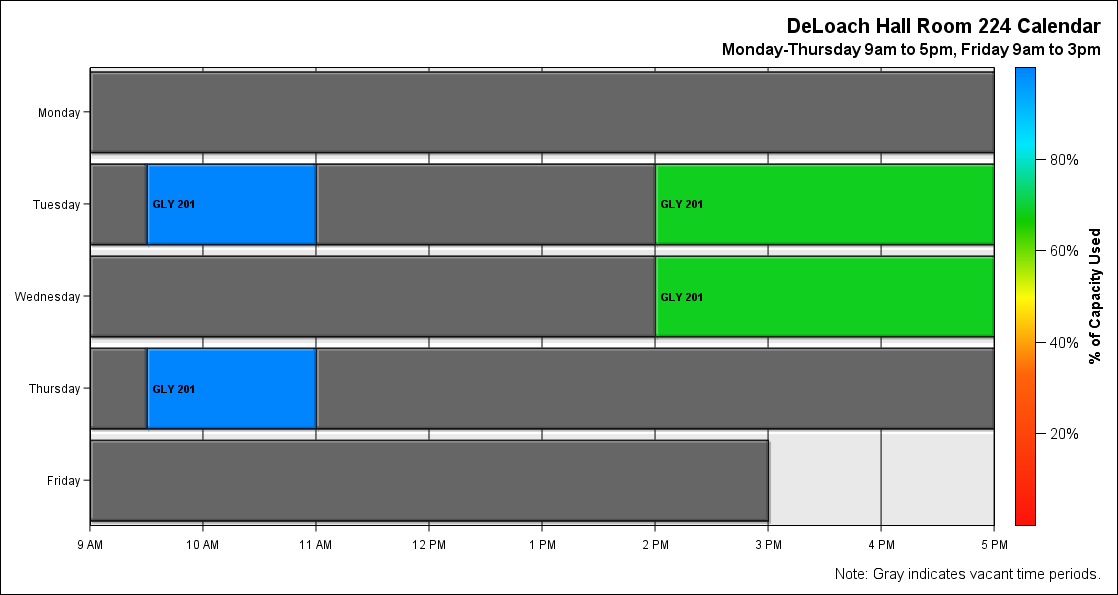 DeLoach Hall Room 224 Calendar
Monday-Thursday 9am to 5pm, Friday 9am to 3pm
Monday
Tuesday
GLY 201
GLY 201
Wednesday
GLY 201
Thursday
GLY 201
Friday
9 AM 10 AM 11 AM 12 PM 1 PM 2 PM 3 PM 4 PM 5 PM
80%
60%
40%
20%
% of Capacity Used
Note: Gray indicates vacant time periods.